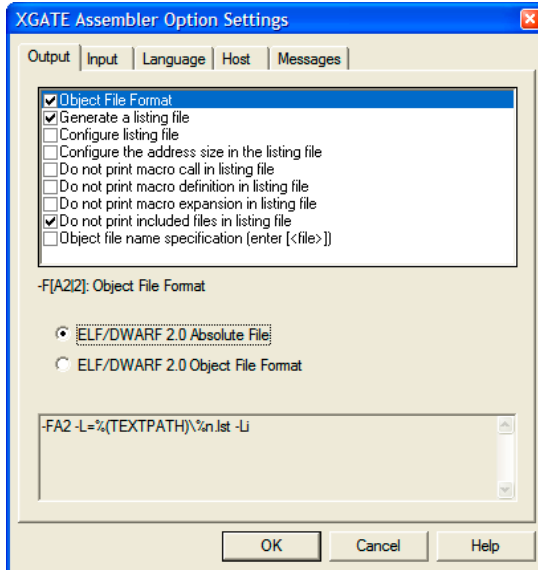 XGATE Assembler Option Settings
Output Input Language Host Messages
Object File Format
Generate a listing file
Configure listing file
Configure the address size in the listing file
Do not print macro call in listing file
Do not print macro definition in listing file
Do not print macro expansion in listing file
Do not print included files in listing file
Object file name specification (enter [<file>])
-F[A2|2]: Object File Format
ELF/DWARF 2.0 Absolute File
ELF/DWARF 2.0 Object File Format
-FA2 -L=%(TEXTPATH)\%n.lst -Li
OK Cancel Help